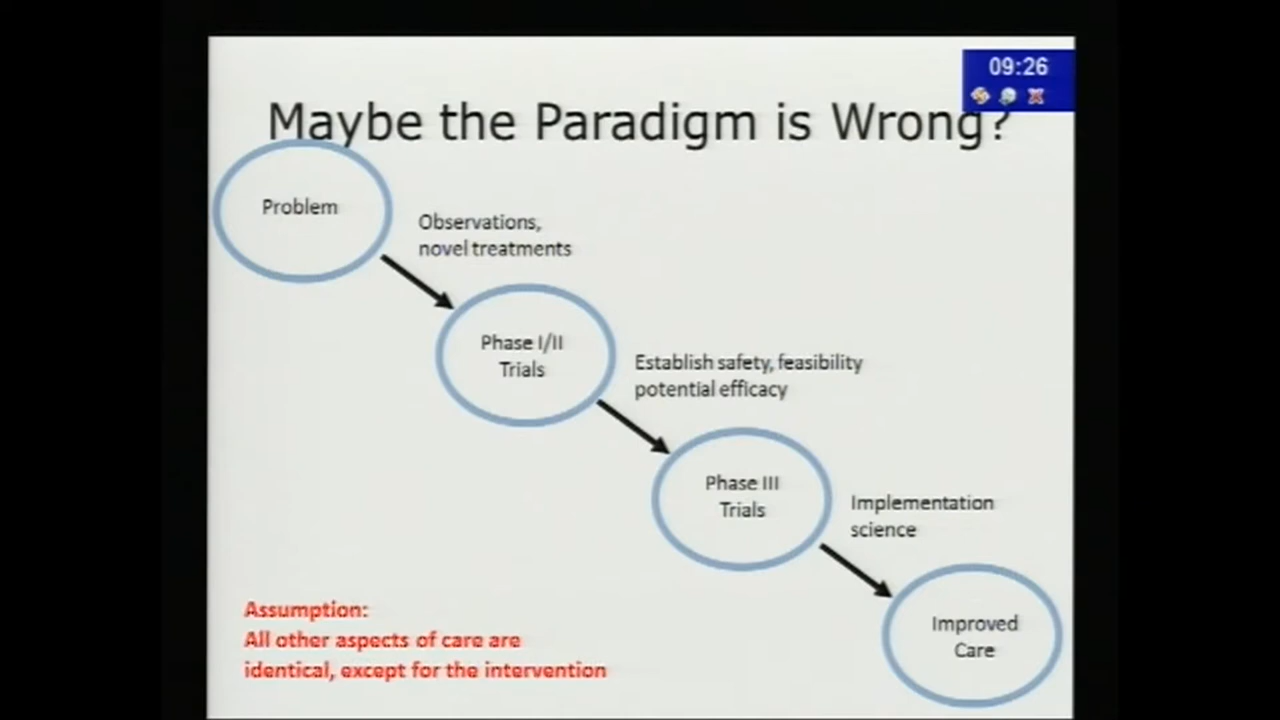 09:26
Maybe the Paradigm is Wrong?
Problem
Observations,
novel treatments
Phase I/II
Trials
Establish safety, feasibility
potential efficacy
Phase III
Trials
Implementation
science
Improved
Care
Assumption:
All other aspects of care are
identical, except for the intervention